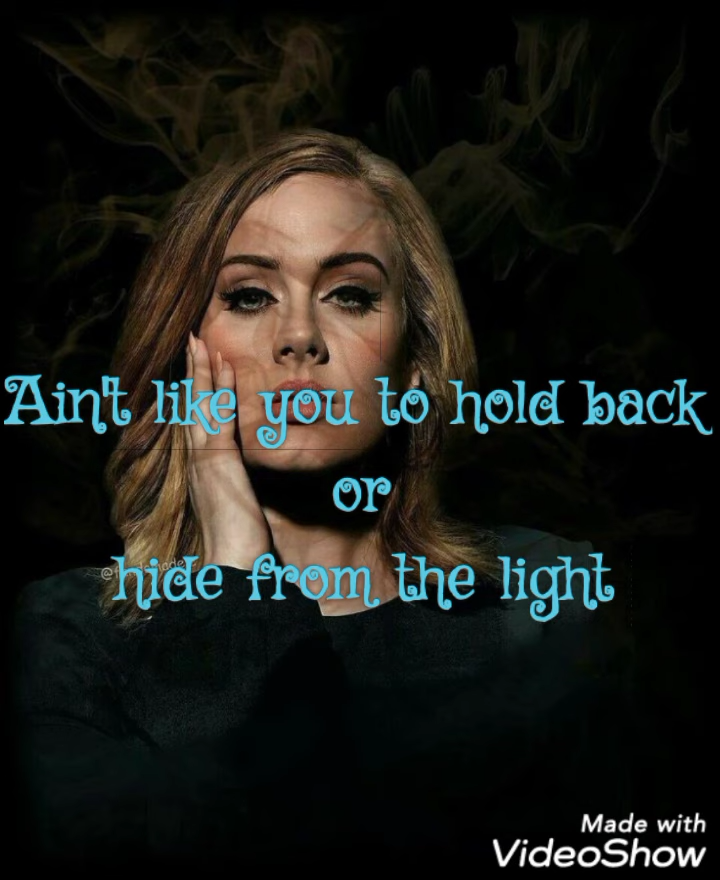 Ain't like you to hold back
or
hide from the light
Made with
VideoShow